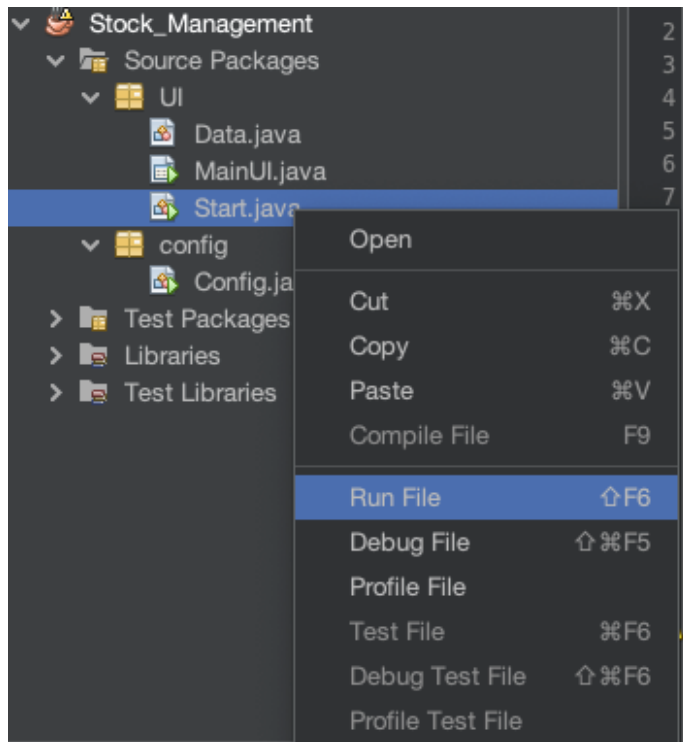 Stock_Management
Source Packages
UI
Data.java
MainUI.java
Start.java
config
Config.ja
Test Packages
Libraries
Test Libraries
2
3
4
5
6
7
Open
Cut ⌘X
Copy ⌘C
Paste ⌘V
Compile File F9
Run File ⇧F6
Debug File ⇧⌘F5
Profile File
Test File ⌘F6
Debug Test File ⇧⌘F6
Profile Test File